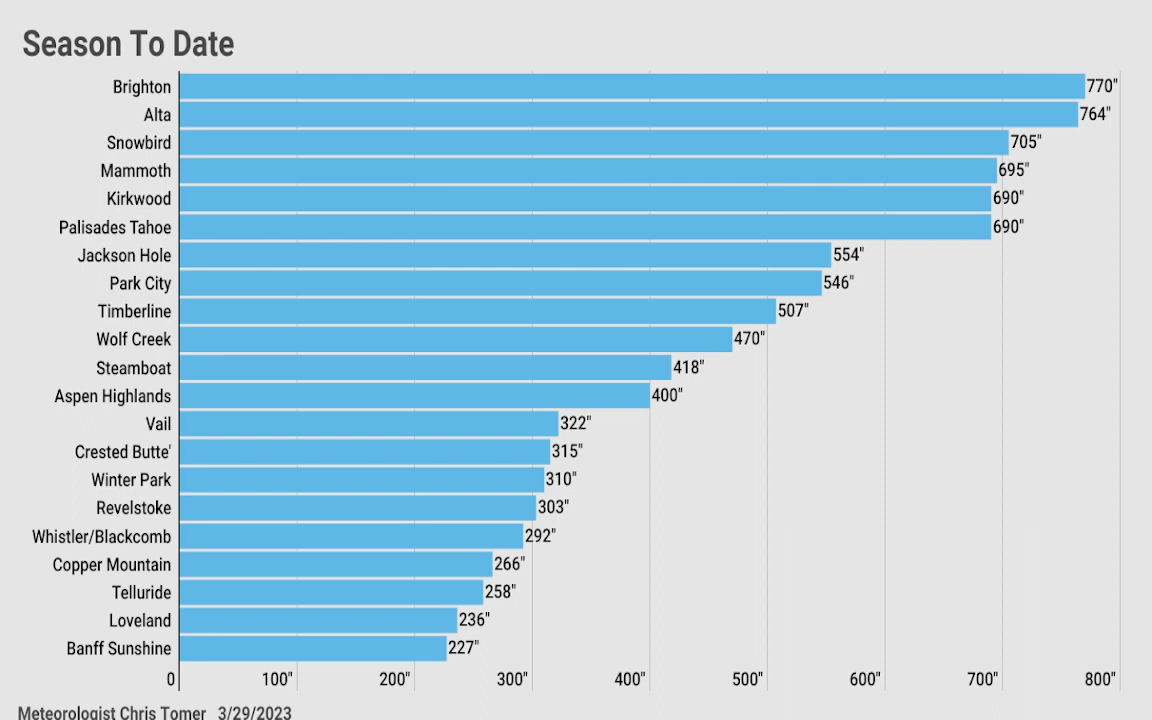 Season To Date
Brighton 770"
Alta 764"
Snowbird 705"
Mammoth 695"
Kirkwood 690"
Palisades Tahoe 690"
Jackson Hole 554"
Park City 546"
Timberline 507"
Wolf Creek 470"
Steamboat 418"
Aspen Highlands 400"
Vail 322"
Crested Butte' 315"
Winter Park 310"
Revelstoke 303"
Whistler/Blackcomb 292"
Copper Mountain 266"
Telluride 258"
Loveland 236"
Banff Sunshine 227"
0 100" 200" 300" 400" 500" 600" 700" 800"
Meteorologist Chris Tomer 3/29/2023